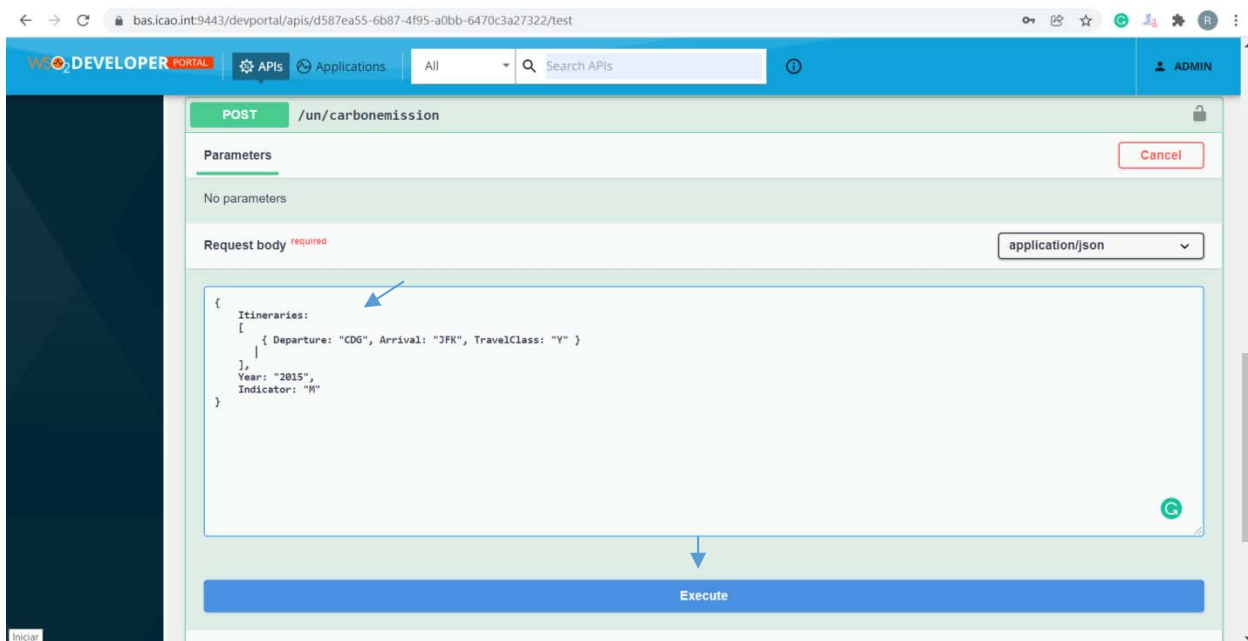 bas.icao.int:9443/devportal/apis/d587ea55-6b87-4f95-a0bb-6470c3a27322/test
R
WSO2 DEVELOPER PORTAL
APIs
Applications
All
Search APIs
ADMIN
POST /un/carbonemission
Parameters
Cancel
No parameters
Request body required
application/json
{
Itineraries:
[
{ Departure: "CDG", Arrival: "JFK", TravelClass: "Y" }
],
Year: "2015",
Indicator: "M"
}
Execute
Iniciar